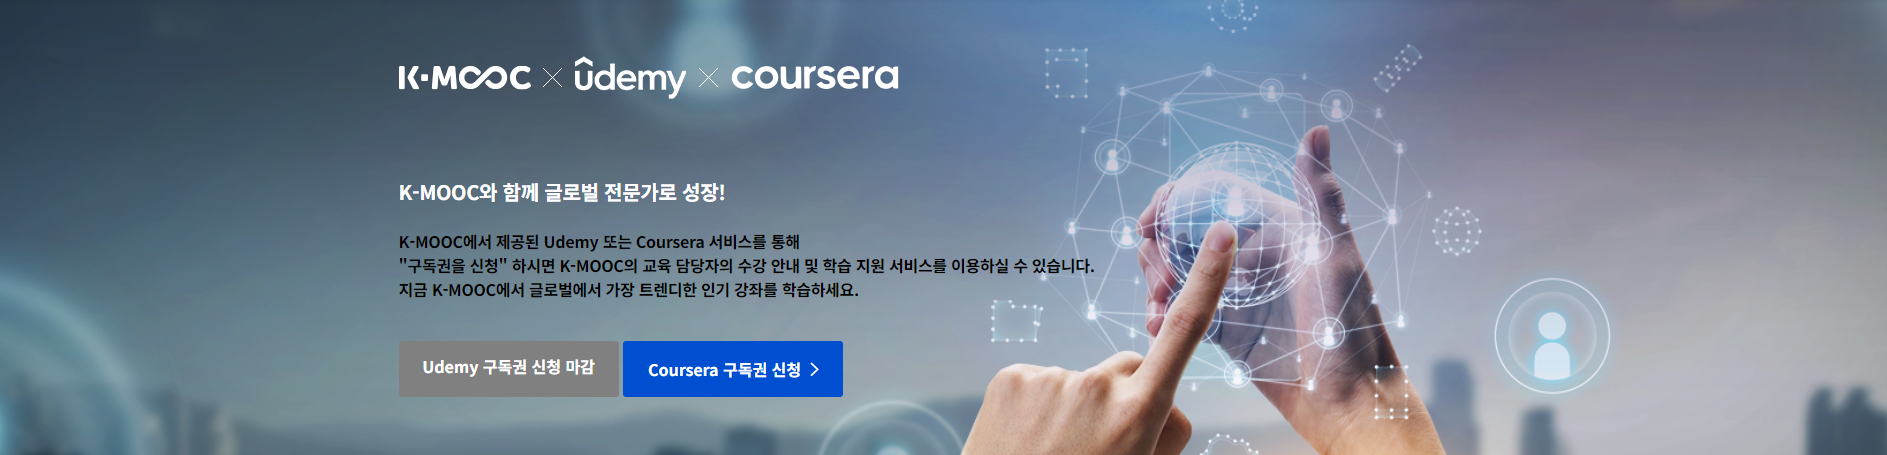 K-MOOC × ûdemy × coursera
K-MOOC와 함께 글로벌 전문가로 성장!
K-MOOC에서 제공된 Udemy 또는 Coursera 서비스를 통해
"구독권을 신청" 하시면 K-MOOC의 교육 담당자의 수강 안내 및 학습 지원 서비스를 이용하실 수 있습니다.
지금 K-MOOC에서 글로벌에서 가장 트렌디한 인기 강좌를 학습하세요.
Udemy 구독권 신청 마감
Coursera 구독권 신청 >